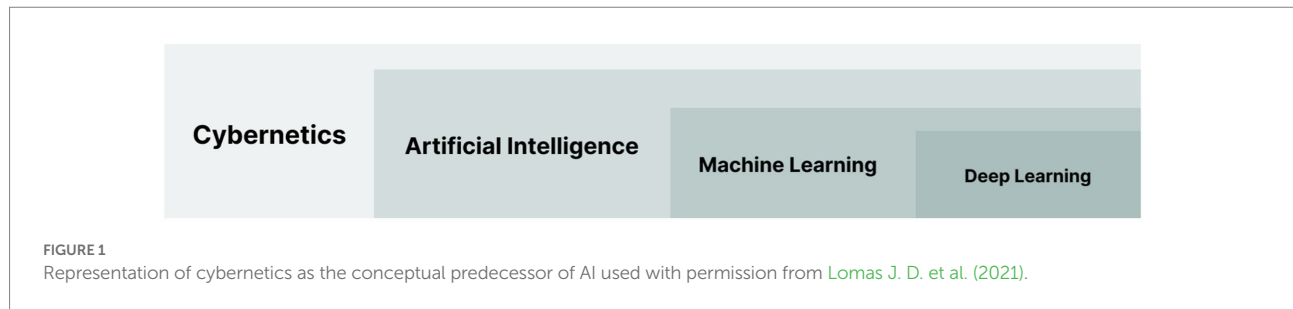 Cybernetics
Artificial Intelligence
Machine Learning
Deep Learning
FIGURE 1
Representation of cybernetics as the conceptual predecessor of AI used with permission from Lomas J. D. et al. (2021).